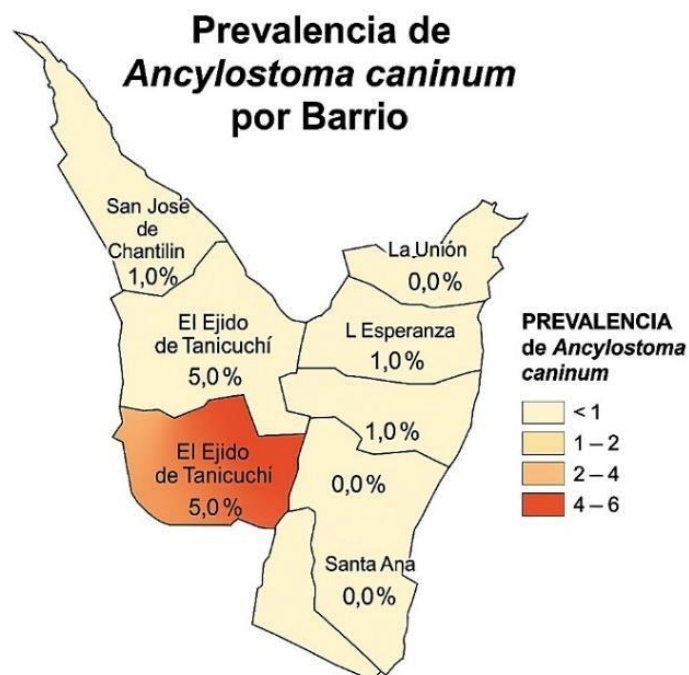 Prevalencia de
Ancylostoma caninum
por Barrio
San José
de
Chantilin
1,0%
La Unión
0,0%
El Ejido
de Tanicuchí
5,0%
L Esperanza
1,0%
1,0%
El Ejido
de Tanicuchí
5,0%
0,0%
Santa Ana
0,0%
PREVALENCIA
de Ancylostoma
caninum
< 1
1 – 2
2 – 4
4 – 6